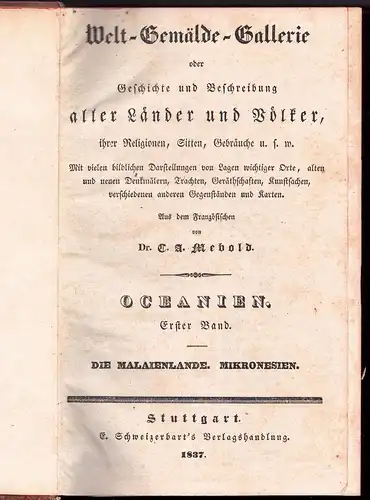 Welt-Gemälde-Gallerie
oder
Geschichte und Beschreibung
aller Länder und Völker,
ihrer Religionen, Sitten, Gebräuche u. s. w.
Mit vielen bildlichen Darstellungen von Lagen wichtiger Orte, alten
und neuen Denkmälern, Trachten, Geräthschaften, Kunstsachen,
verschiedenen anderen Gegenständen und Karten.
Aus dem Französischen
von
Dr. C. A. Mebold.
OCEANIEN.
Erster Band.
DIE MALAIENLANDE. MIKRONESIEN.
Stuttgart.
E. Schweizerbart's Verlagshandlung.
1837.